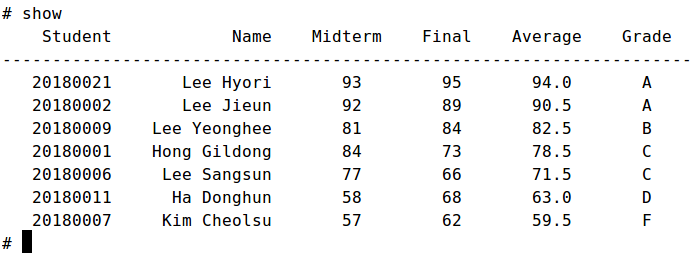 # show
Student Name Midterm Final Average Grade
---------------------------------------------------------------------
20180021 Lee Hyori 93 95 94.0 A
20180002 Lee Jieun 92 89 90.5 A
20180009 Lee Yeonghee 81 84 82.5 B
20180001 Hong Gildong 84 73 78.5 C
20180006 Lee Sangsun 77 66 71.5 C
20180011 Ha Donghun 58 68 63.0 D
20180007 Kim Cheolsu 57 62 59.5 F
#